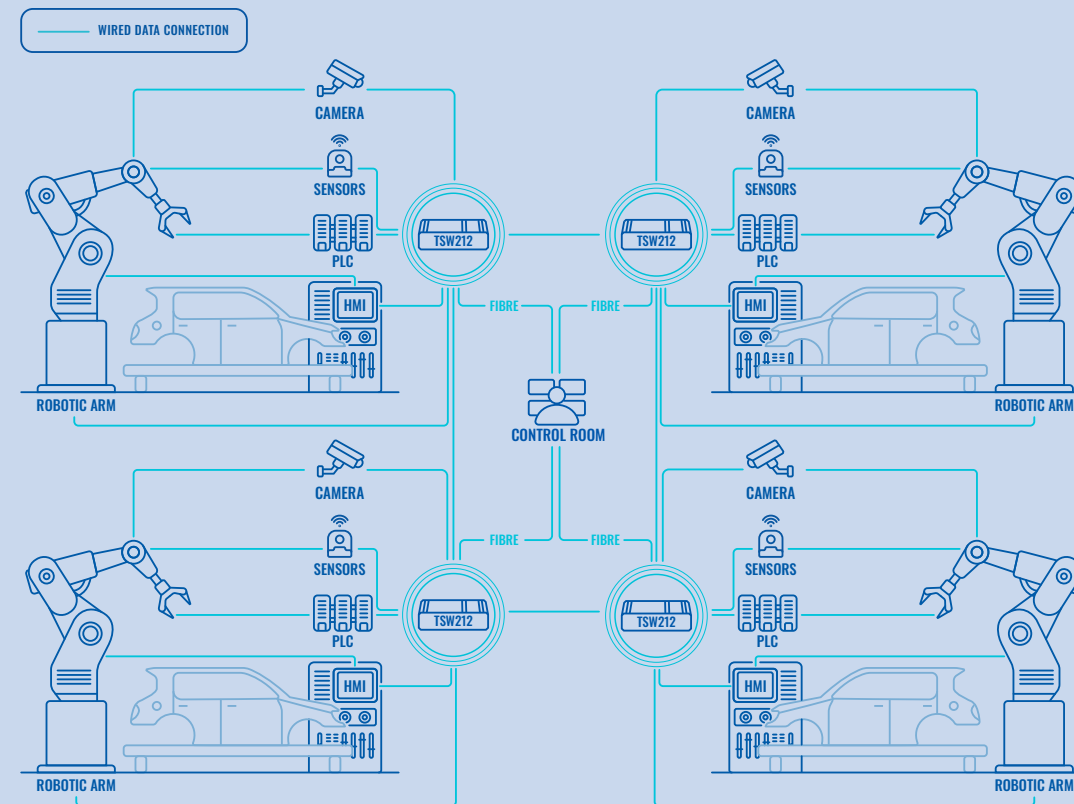 WIRED DATA CONNECTION
CAMERA
CAMERA
SENSORS
SENSORS
TSW212
TSW212
PLC
PLC
HMI
FIBRE
FIBRE
HMI
ROBOTIC ARM
ROBOTIC ARM
CONTROL ROOM
CAMERA
CAMERA
FIBRE
FIBRE
SENSORS
SENSORS
TSW212
TSW212
PLC
PLC
HMI
HMI
ROBOTIC ARM
ROBOTIC ARM